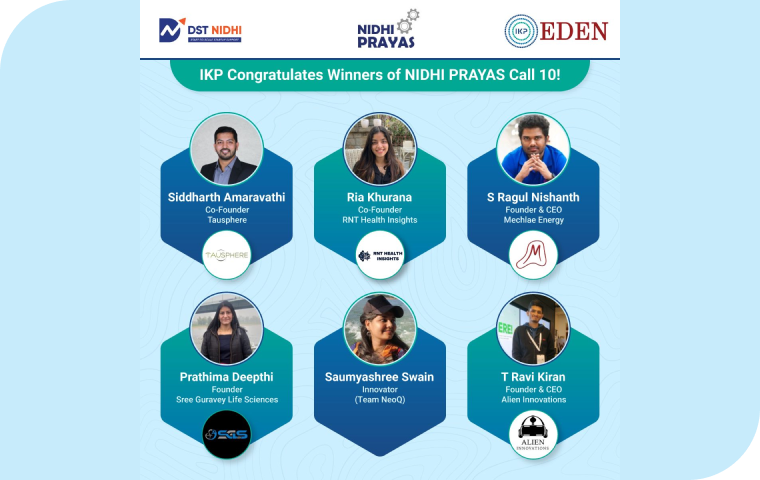 DST NIDHI
NIDHI
PRAYAS
IKP EDEN
IKP Congratulates Winners of NIDHI PRAYAS Call 10!
Siddharth Amaravathi
Co-Founder
Tausphere
TAUSPHERE
Ria Khurana
Co-Founder
RNT Health Insights
RNT HEALTH
INSIGHTS
S Ragul Nishanth
Founder & CEO
Mechlae Energy
M
Prathima Deepthi
Founder
Sree Guravey Life Sciences
SGS
Saumyashree Swain
Innovator
(Team NeoQ)
EREI
T Ravi Kiran
Founder & CEO
Alien Innovations
ALIEN
INNOVATIONS